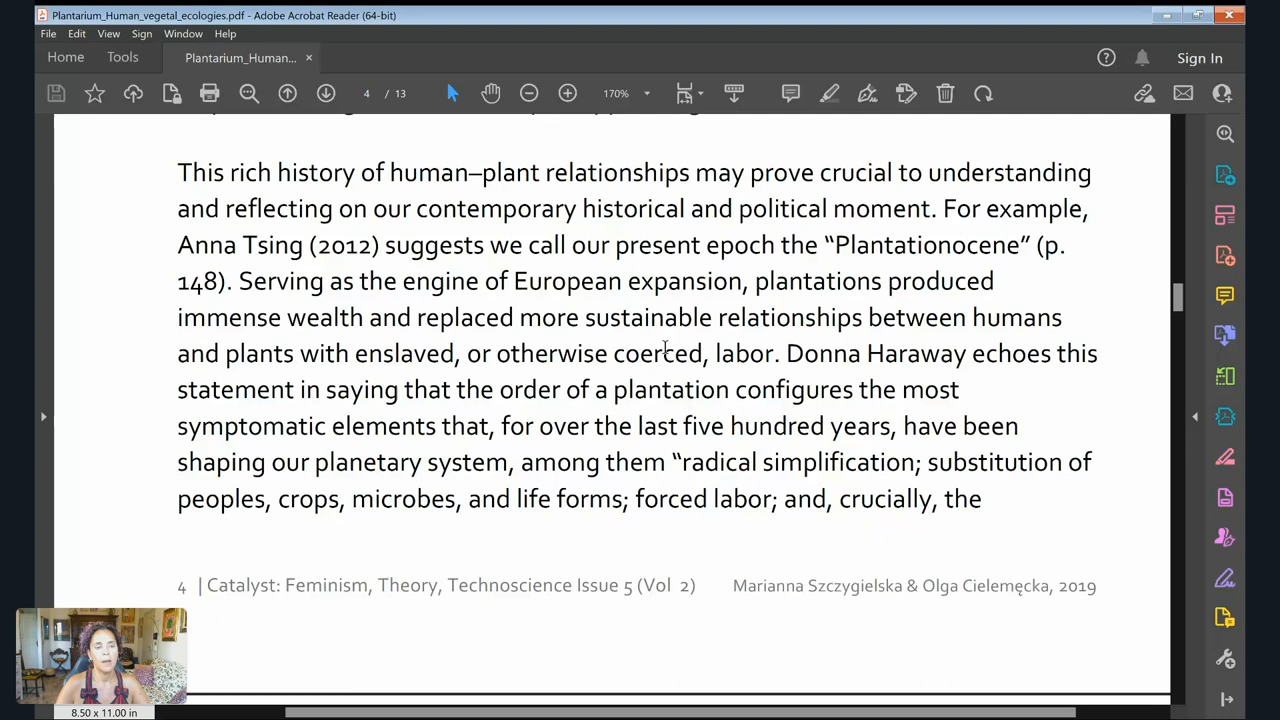 Plantarium_Human_vegetal_ecologies.pdf - Adobe Acrobat Reader (64-bit)
File Edit View Sign Window Help
Home Tools Plantarium_Human... × Sign In
4 / 13 170%
This rich history of human–plant relationships may prove crucial to understanding
and reflecting on our contemporary historical and political moment. For example,
Anna Tsing (2012) suggests we call our present epoch the “Plantationocene” (p.
148). Serving as the engine of European expansion, plantations produced
immense wealth and replaced more sustainable relationships between humans
and plants with enslaved, or otherwise coerced, labor. Donna Haraway echoes this
statement in saying that the order of a plantation configures the most
symptomatic elements that, for over the last five hundred years, have been
shaping our planetary system, among them “radical simplification; substitution of
peoples, crops, microbes, and life forms; forced labor; and, crucially, the
4 | Catalyst: Feminism, Theory, Technoscience Issue 5 (Vol 2) Marianna Szczygielska & Olga Cielemęcka, 2019
8.50 x 11.00 in